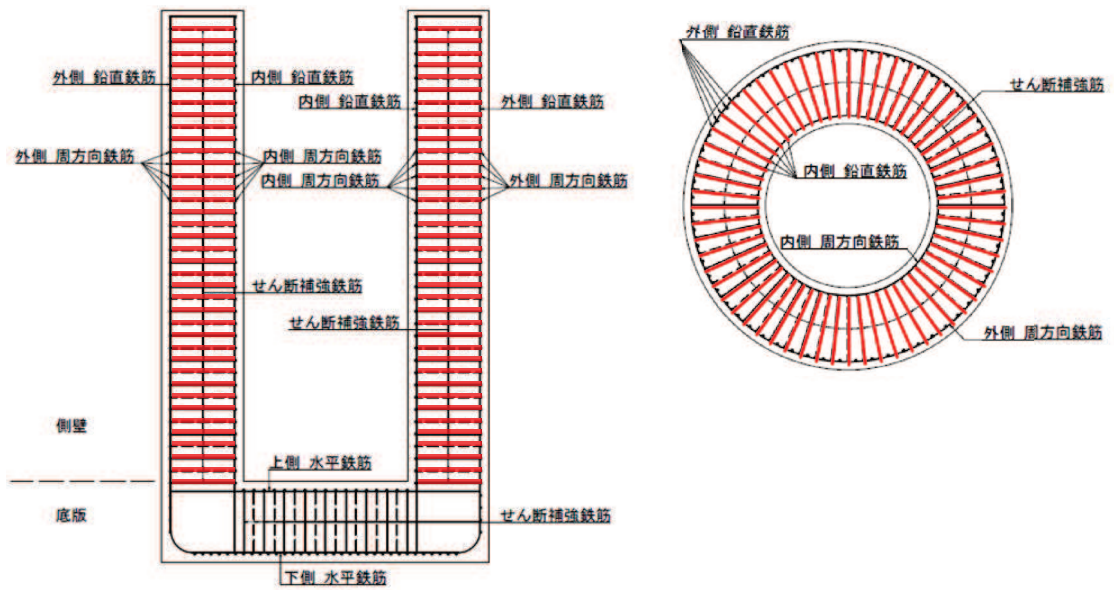 外側 鉛直鉄筋
内側 鉛直鉄筋
内側 鉛直鉄筋
外側 鉛直鉄筋
外側 周方向鉄筋
内側 周方向鉄筋
内側 周方向鉄筋
外側 周方向鉄筋
せん断補強鉄筋
せん断補強鉄筋
側壁
上側 水平鉄筋
底版
せん断補強鉄筋
下側 水平鉄筋
外側 鉛直鉄筋
せん断補強筋
内側 鉛直鉄筋
内側 周方向鉄筋
外側 周方向鉄筋